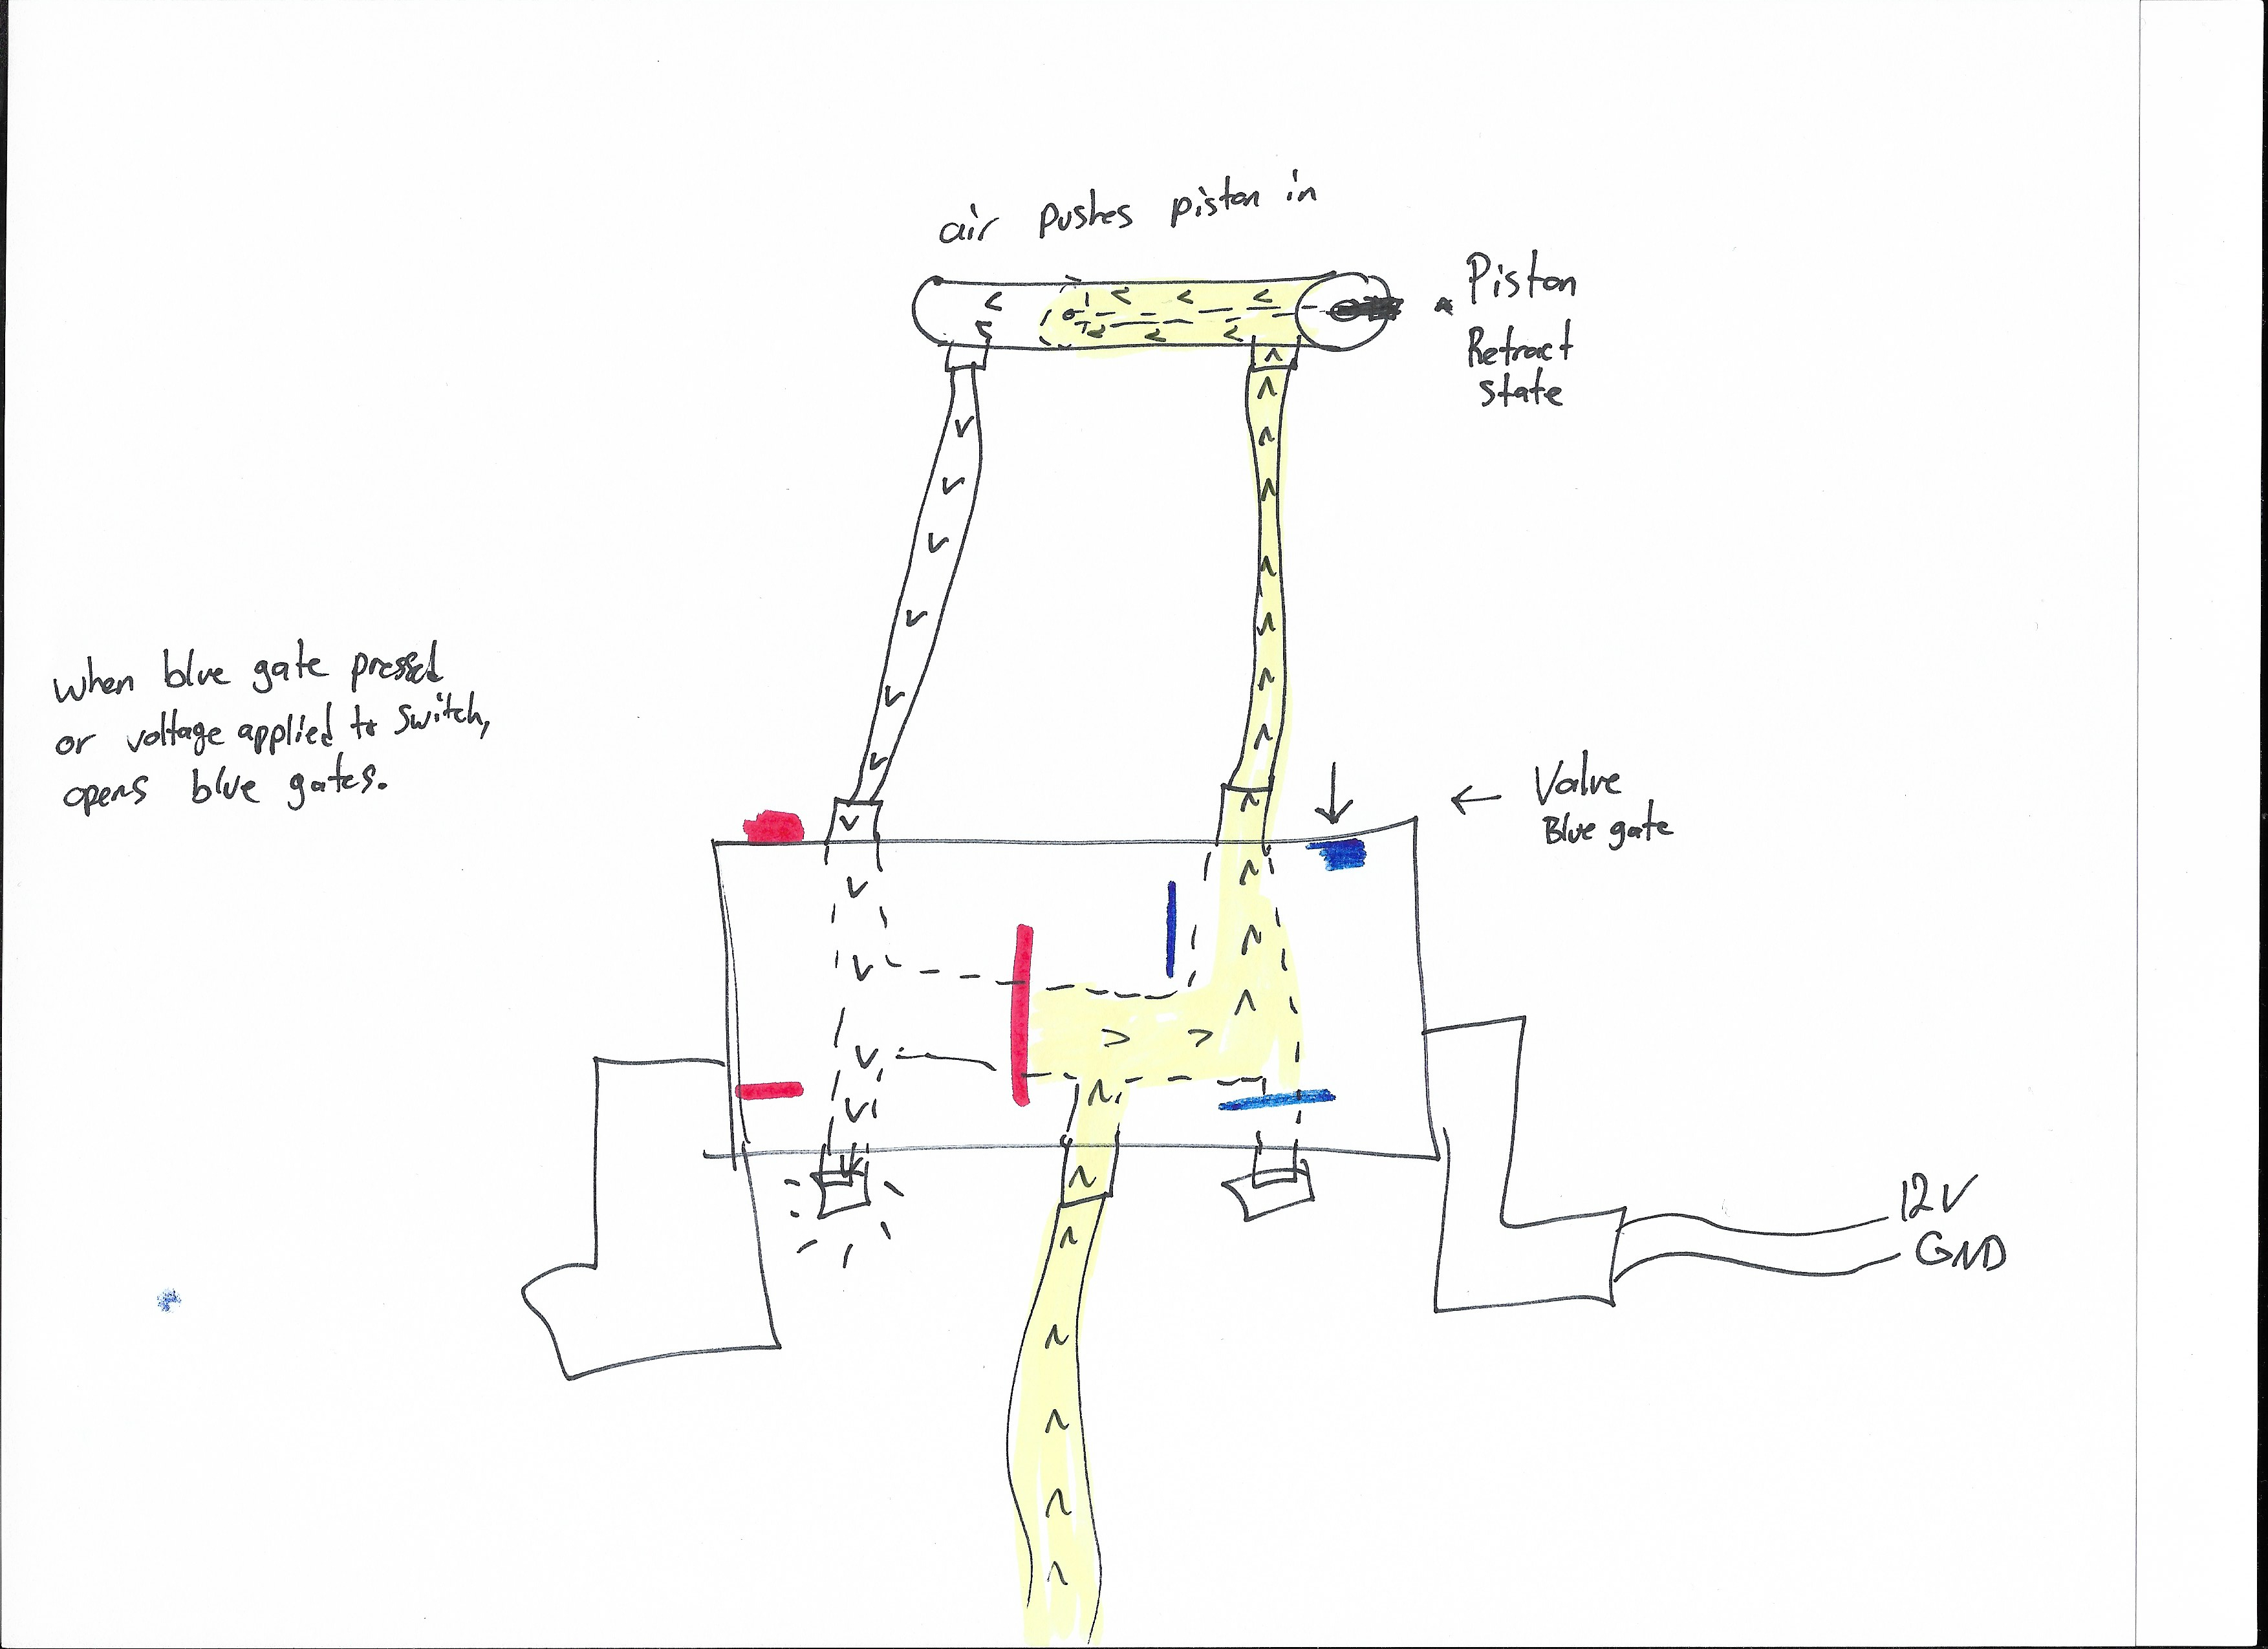 air pushes piston in
Piston
Retract
state
when blue gate pressed
or voltage applied to switch,
opens blue gates.
Valve
Blue gate
12V
GND